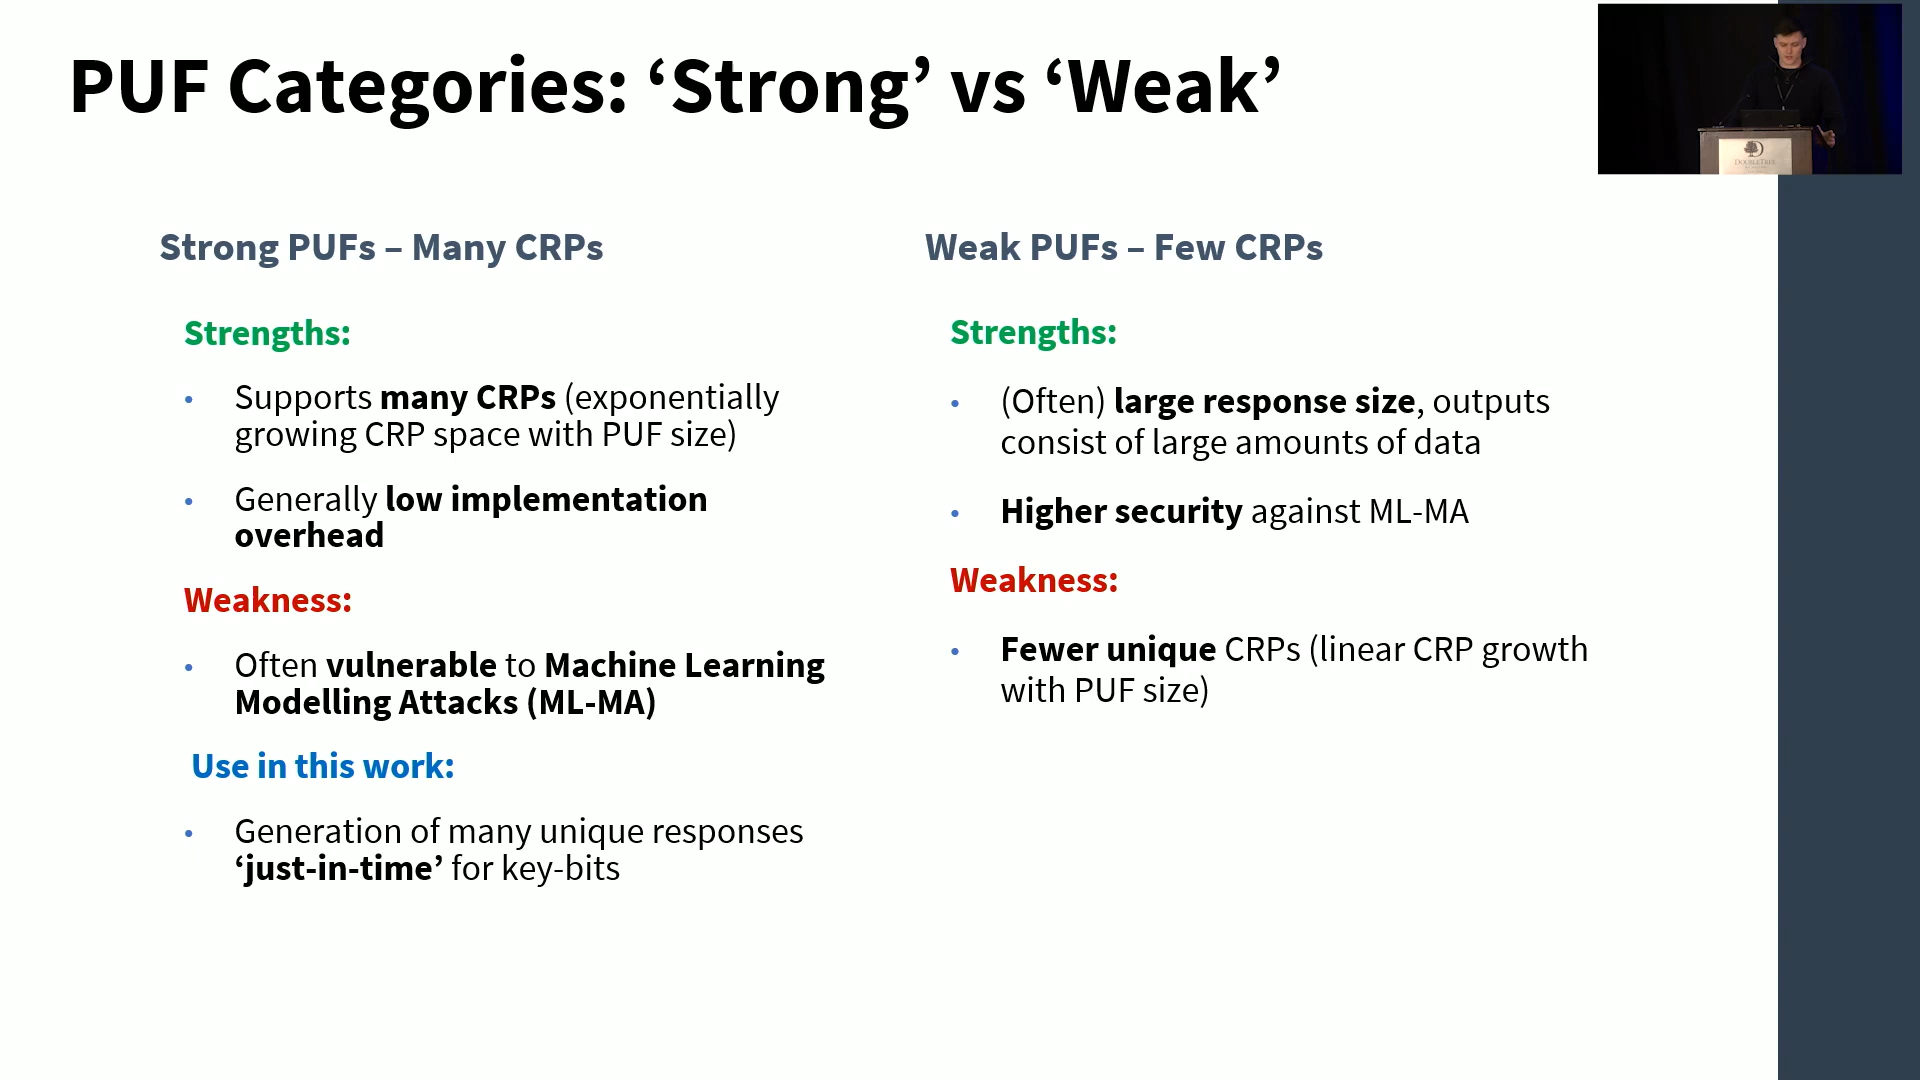 PUF Categories: ‘Strong’ vs ‘Weak’
Strong PUFs – Many CRPs
Strengths:
• Supports many CRPs (exponentially
growing CRP space with PUF size)
• Generally low implementation
overhead
Weakness:
• Often vulnerable to Machine Learning
Modelling Attacks (ML-MA)
Use in this work:
• Generation of many unique responses
‘just-in-time’ for key-bits
Weak PUFs – Few CRPs
Strengths:
• (Often) large response size, outputs
consist of large amounts of data
• Higher security against ML-MA
Weakness:
• Fewer unique CRPs (linear CRP growth
with PUF size)
DOUBLETREE